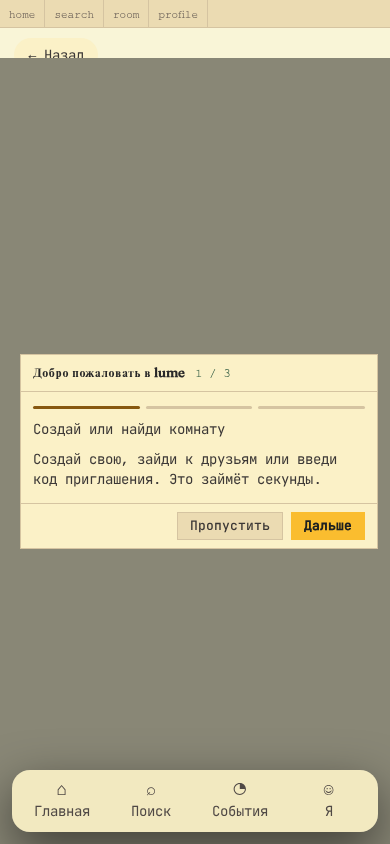 home search room profile
← Назад
Добро пожаловать в lume 1 / 3
Создай или найди комнату
Создай свою, зайди к друзьям или введи
код приглашения. Это займёт секунды.
Пропустить Дальше
Главная Поиск События Я